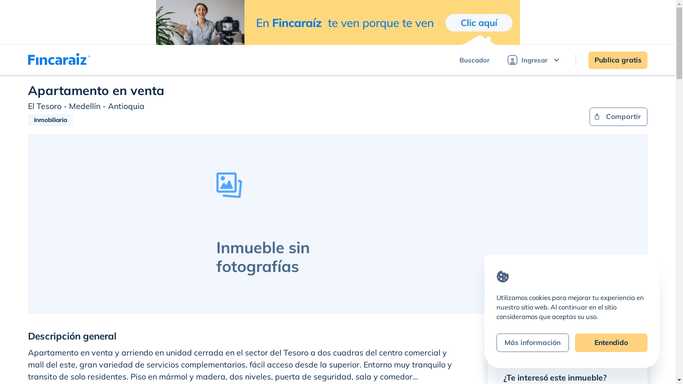 En Fincaraíz te ven porque te ven
Clic aquí
Fincaraíz
Buscador
Ingresar
Publica gratis
Apartamento en venta
El Tesoro - Medellín - Antioquia
Inmobiliaria
Compartir
Inmueble sin
fotografías
Utilizamos cookies para mejorar tu experiencia en
nuestro sitio web. Al continuar en el sitio
consideramos que aceptas su uso.
Más información
Entendido
Descripción general
Apartamento en venta y arriendo en unidad cerrada en el sector del Tesoro a dos cuadras del centro comercial y
mall del este, gran variedad de servicios complementarios, fácil acceso desde la superior. Entorno muy tranquilo y
transito de solo residentes. Piso en mármol y madera, dos niveles, puerta de seguridad, sala y comedor...
¿Te interesó este inmueble?